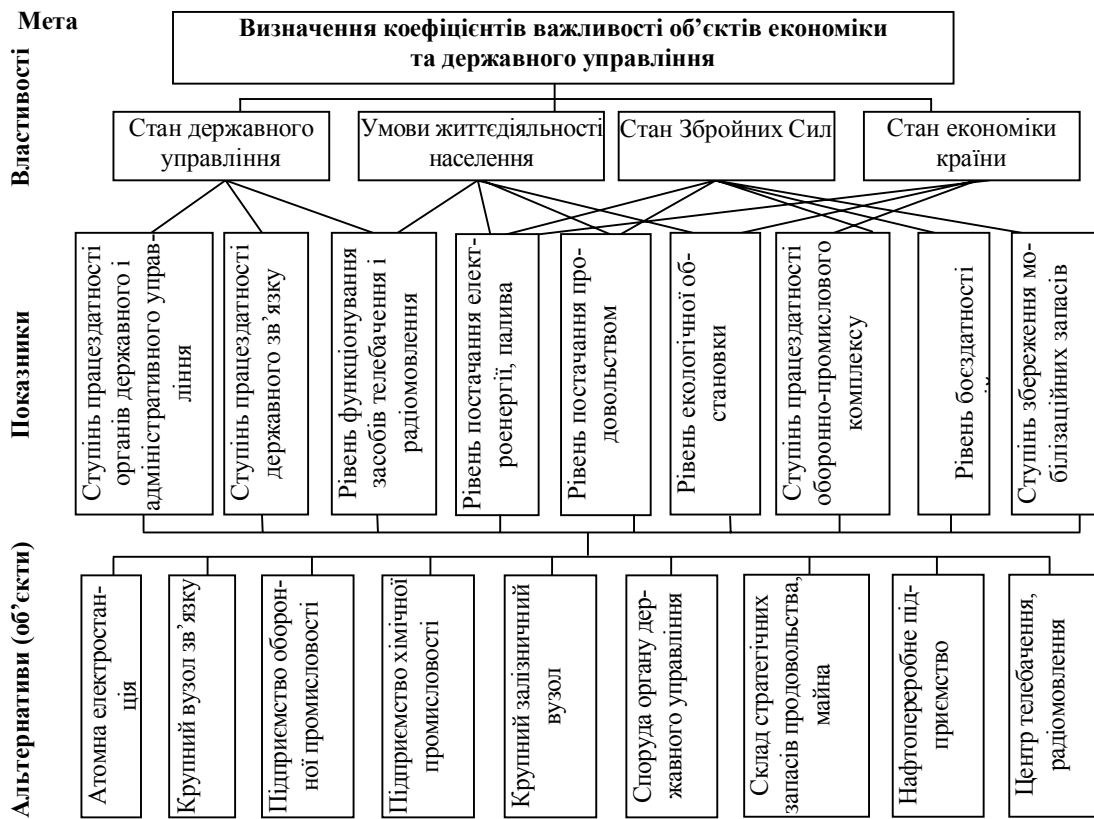 Мета
Визначення коефіцієнтів важливості об’єктів економіки
та державного управління
Властивості
Стан державного
управління
Умови життєдіяльності
населення
Стан Збройних Сил
Стан економіки
країни
Показники
Ступінь працездатності
органів державного і
адміністративного управ-
ління
Ступінь працездатності
державного зв’язку
Рівень функціонування
засобів телебачення і
радіомовлення
Рівень постачання елект-
роенергії, палива
Рівень постачання про-
довольством
Рівень екологічної об-
становки
Ступінь працездатності
оборонно-промислового
комплексу
Рівень боєздатності
Ступінь збереження мо-
білізаційних запасів
Альтернативи (об’єкти)
Атомна електростан-
ція
Крупний вузол зв’язку
Підприємство оборон-
ної промисловості
Підприємство хімічної
промисловості
Крупний залізничний
вузол
Споруда органу дер-
жавного управління
Склад стратегічних
запасів продовольства,
майна
Нафтопереробне під-
приємство
Центр телебачення,
радіомовлення